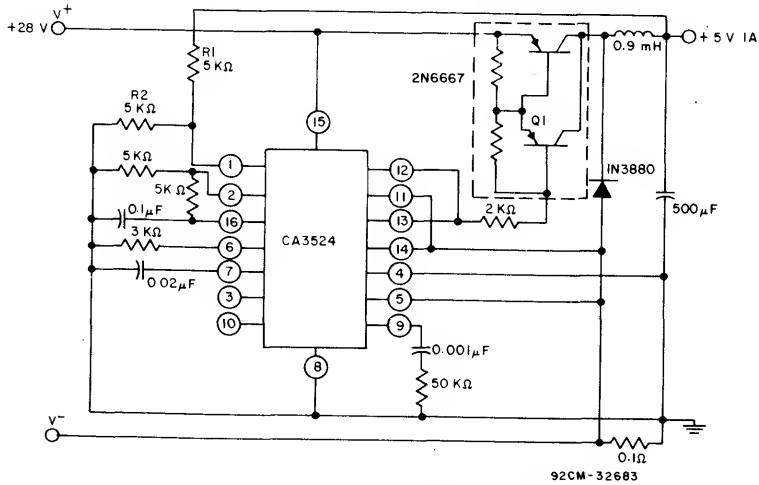 V+
+28 V
R1
5 KΩ
R2
5 KΩ
5 KΩ
5 KΩ
0.1μF
3 KΩ
0.02μF
15
1
2
16
6
7
3
10
8
CA3524
12
11
13
14
4
5
9
2N6667
Q1
2 KΩ
0.001μF
50 KΩ
0.9 mH
+ 5 V 1A
IN3880
500μF
V-
0.1Ω
92CM-32683